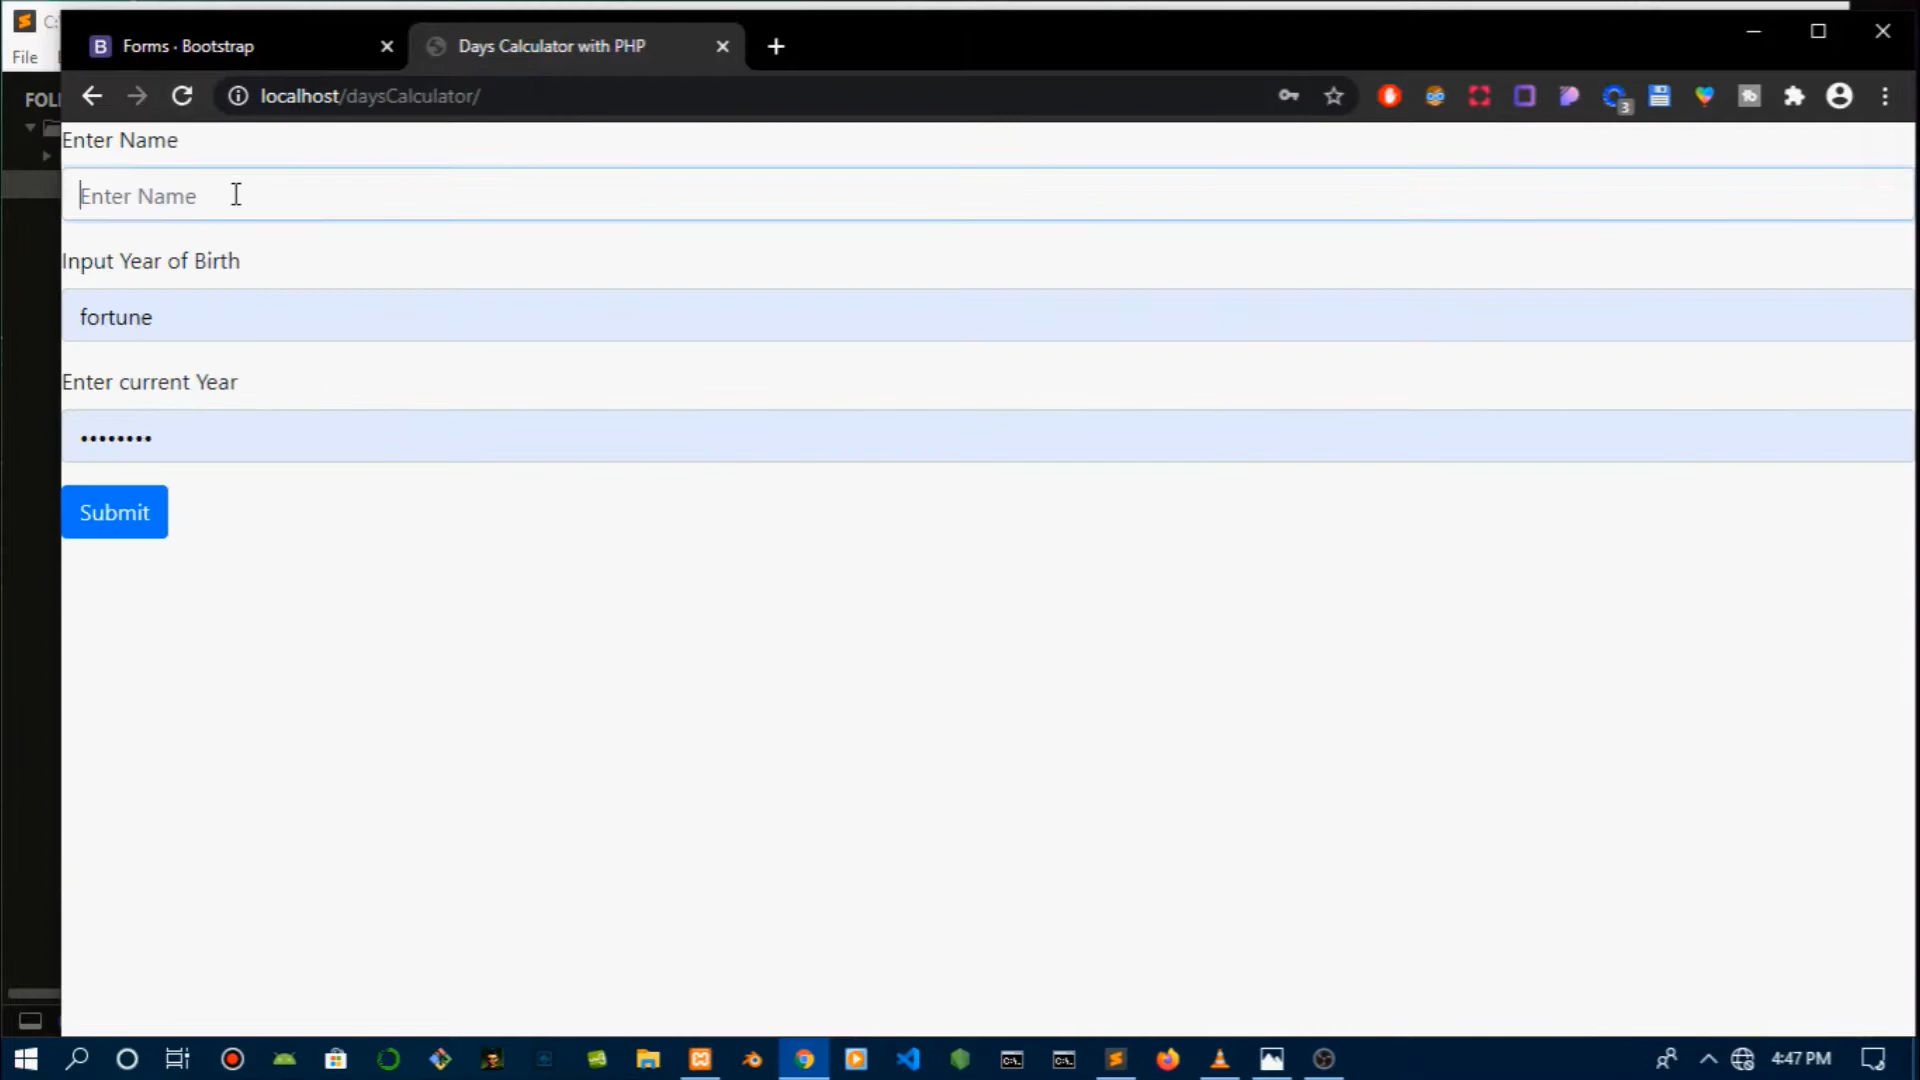 C:
File
FOL
Forms · Bootstrap
Days Calculator with PHP
localhost/daysCalculator/
3
Enter Name
Enter Name
Input Year of Birth
fortune
Enter current Year
••••••••
Submit
4:47 PM